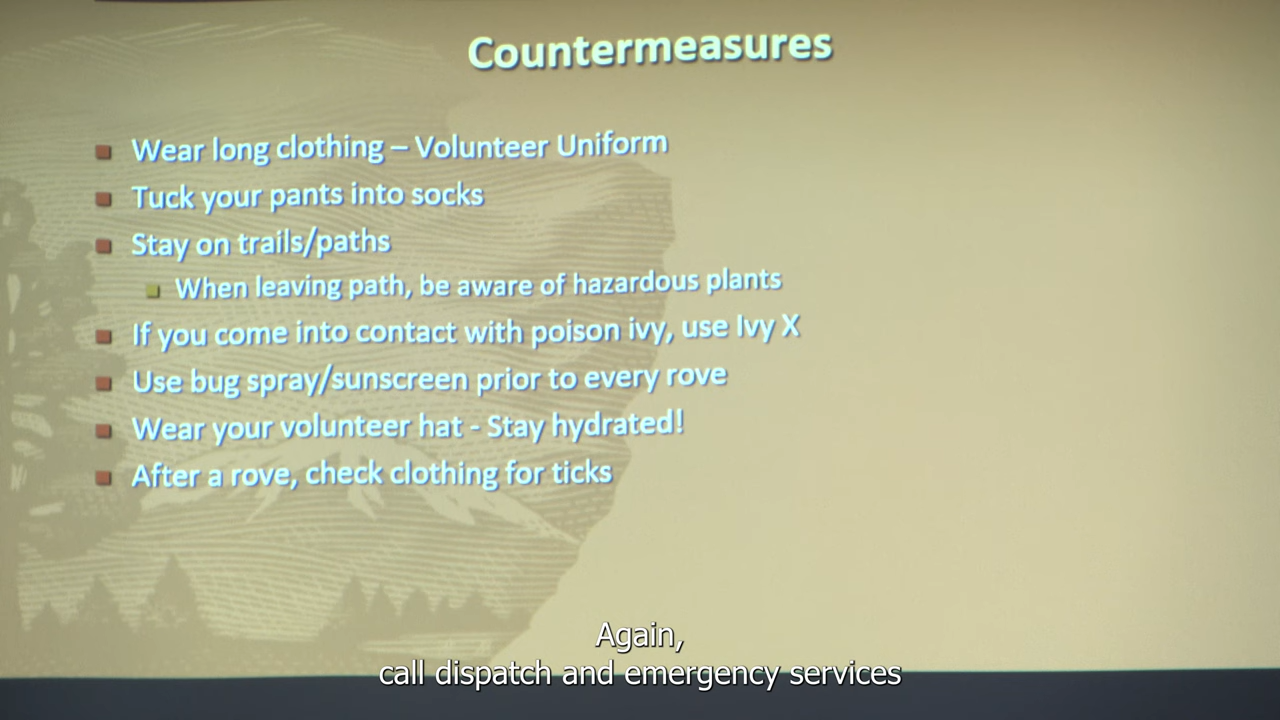 Countermeasures
Wear long clothing – Volunteer Uniform
Tuck your pants into socks
Stay on trails/paths
When leaving path, be aware of hazardous plants
If you come into contact with poison ivy, use Ivy X
Use bug spray/sunscreen prior to every rove
Wear your volunteer hat - Stay hydrated!
After a rove, check clothing for ticks
Again,
call dispatch and emergency services